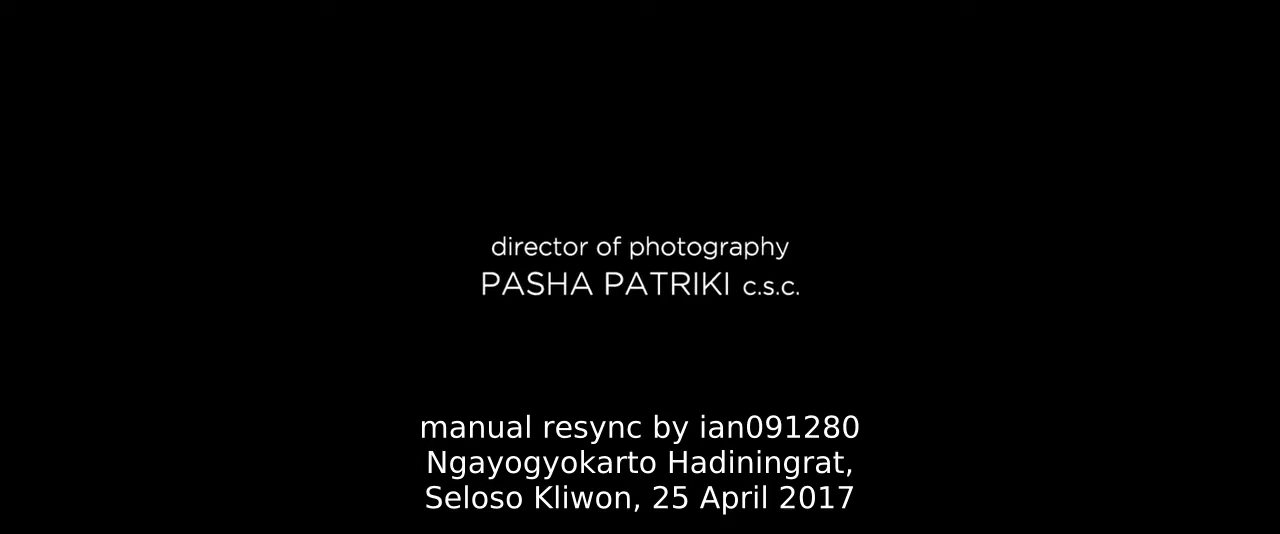 director of photography
PASHA PATRIKI c.s.c.
manual resync by ian091280
Ngayogyokarto Hadiningrat,
Seloso Kliwon, 25 April 2017